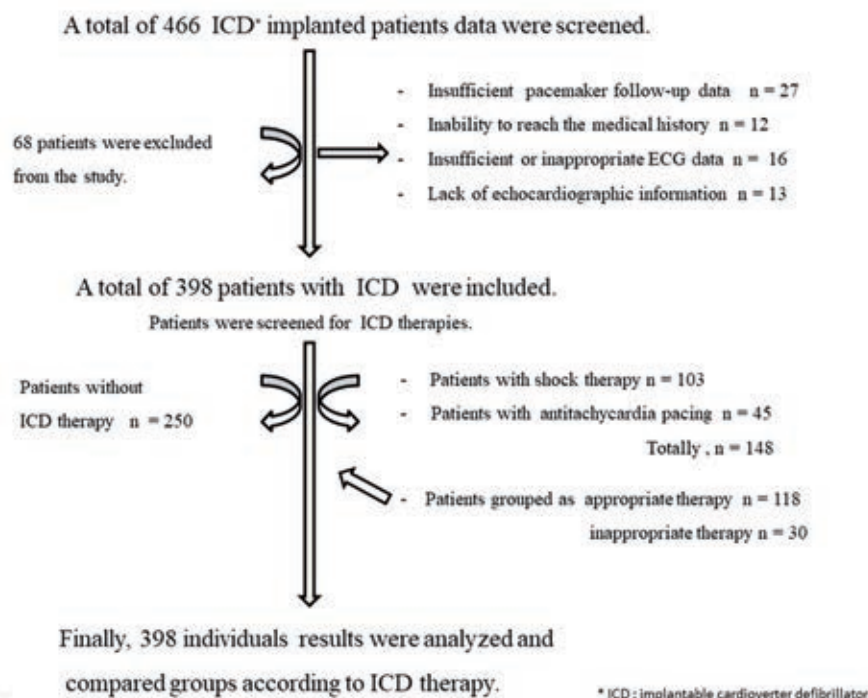 A total of 466 ICD* implanted patients data were screened.
- Insufficient pacemaker follow-up data n = 27
- Inability to reach the medical history n = 12
- Insufficient or inappropriate ECG data n = 16
- Lack of echocardiographic information n = 13
68 patients were excluded
from the study.
A total of 398 patients with ICD were included.
Patients were screened for ICD therapies.
Patients without
ICD therapy n = 250
- Patients with shock therapy n = 103
- Patients with antitachycardia pacing n = 45
Totally , n = 148
- Patients grouped as appropriate therapy n = 118
inappropriate therapy n = 30
Finally, 398 individuals results were analyzed and
compared groups according to ICD therapy.
* ICD : implantable cardioverter defibrillator